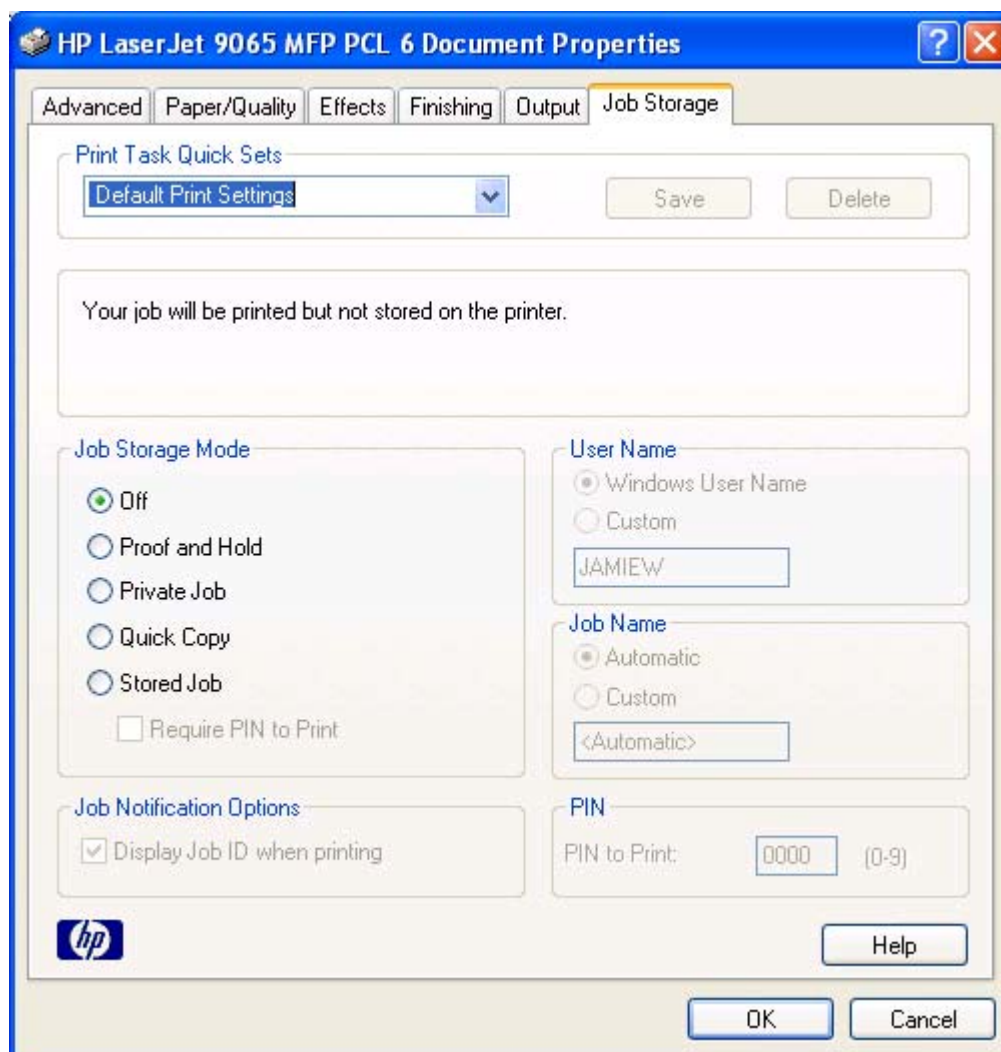 HP LaserJet 9065 MFP PCL 6 Document Properties
Advanced Paper/Quality Effects Finishing Output Job Storage
Print Task Quick Sets
Default Print Settings
Save Delete
Your job will be printed but not stored on the printer.
Job Storage Mode
Off
Proof and Hold
Private Job
Quick Copy
Stored Job
Require PIN to Print
User Name
Windows User Name
Custom
JAMIEW
Job Name
Automatic
Custom
<Automatic>
Job Notification Options
Display Job ID when printing
PIN
PIN to Print: 0000 (0-9)
hp
Help
OK Cancel